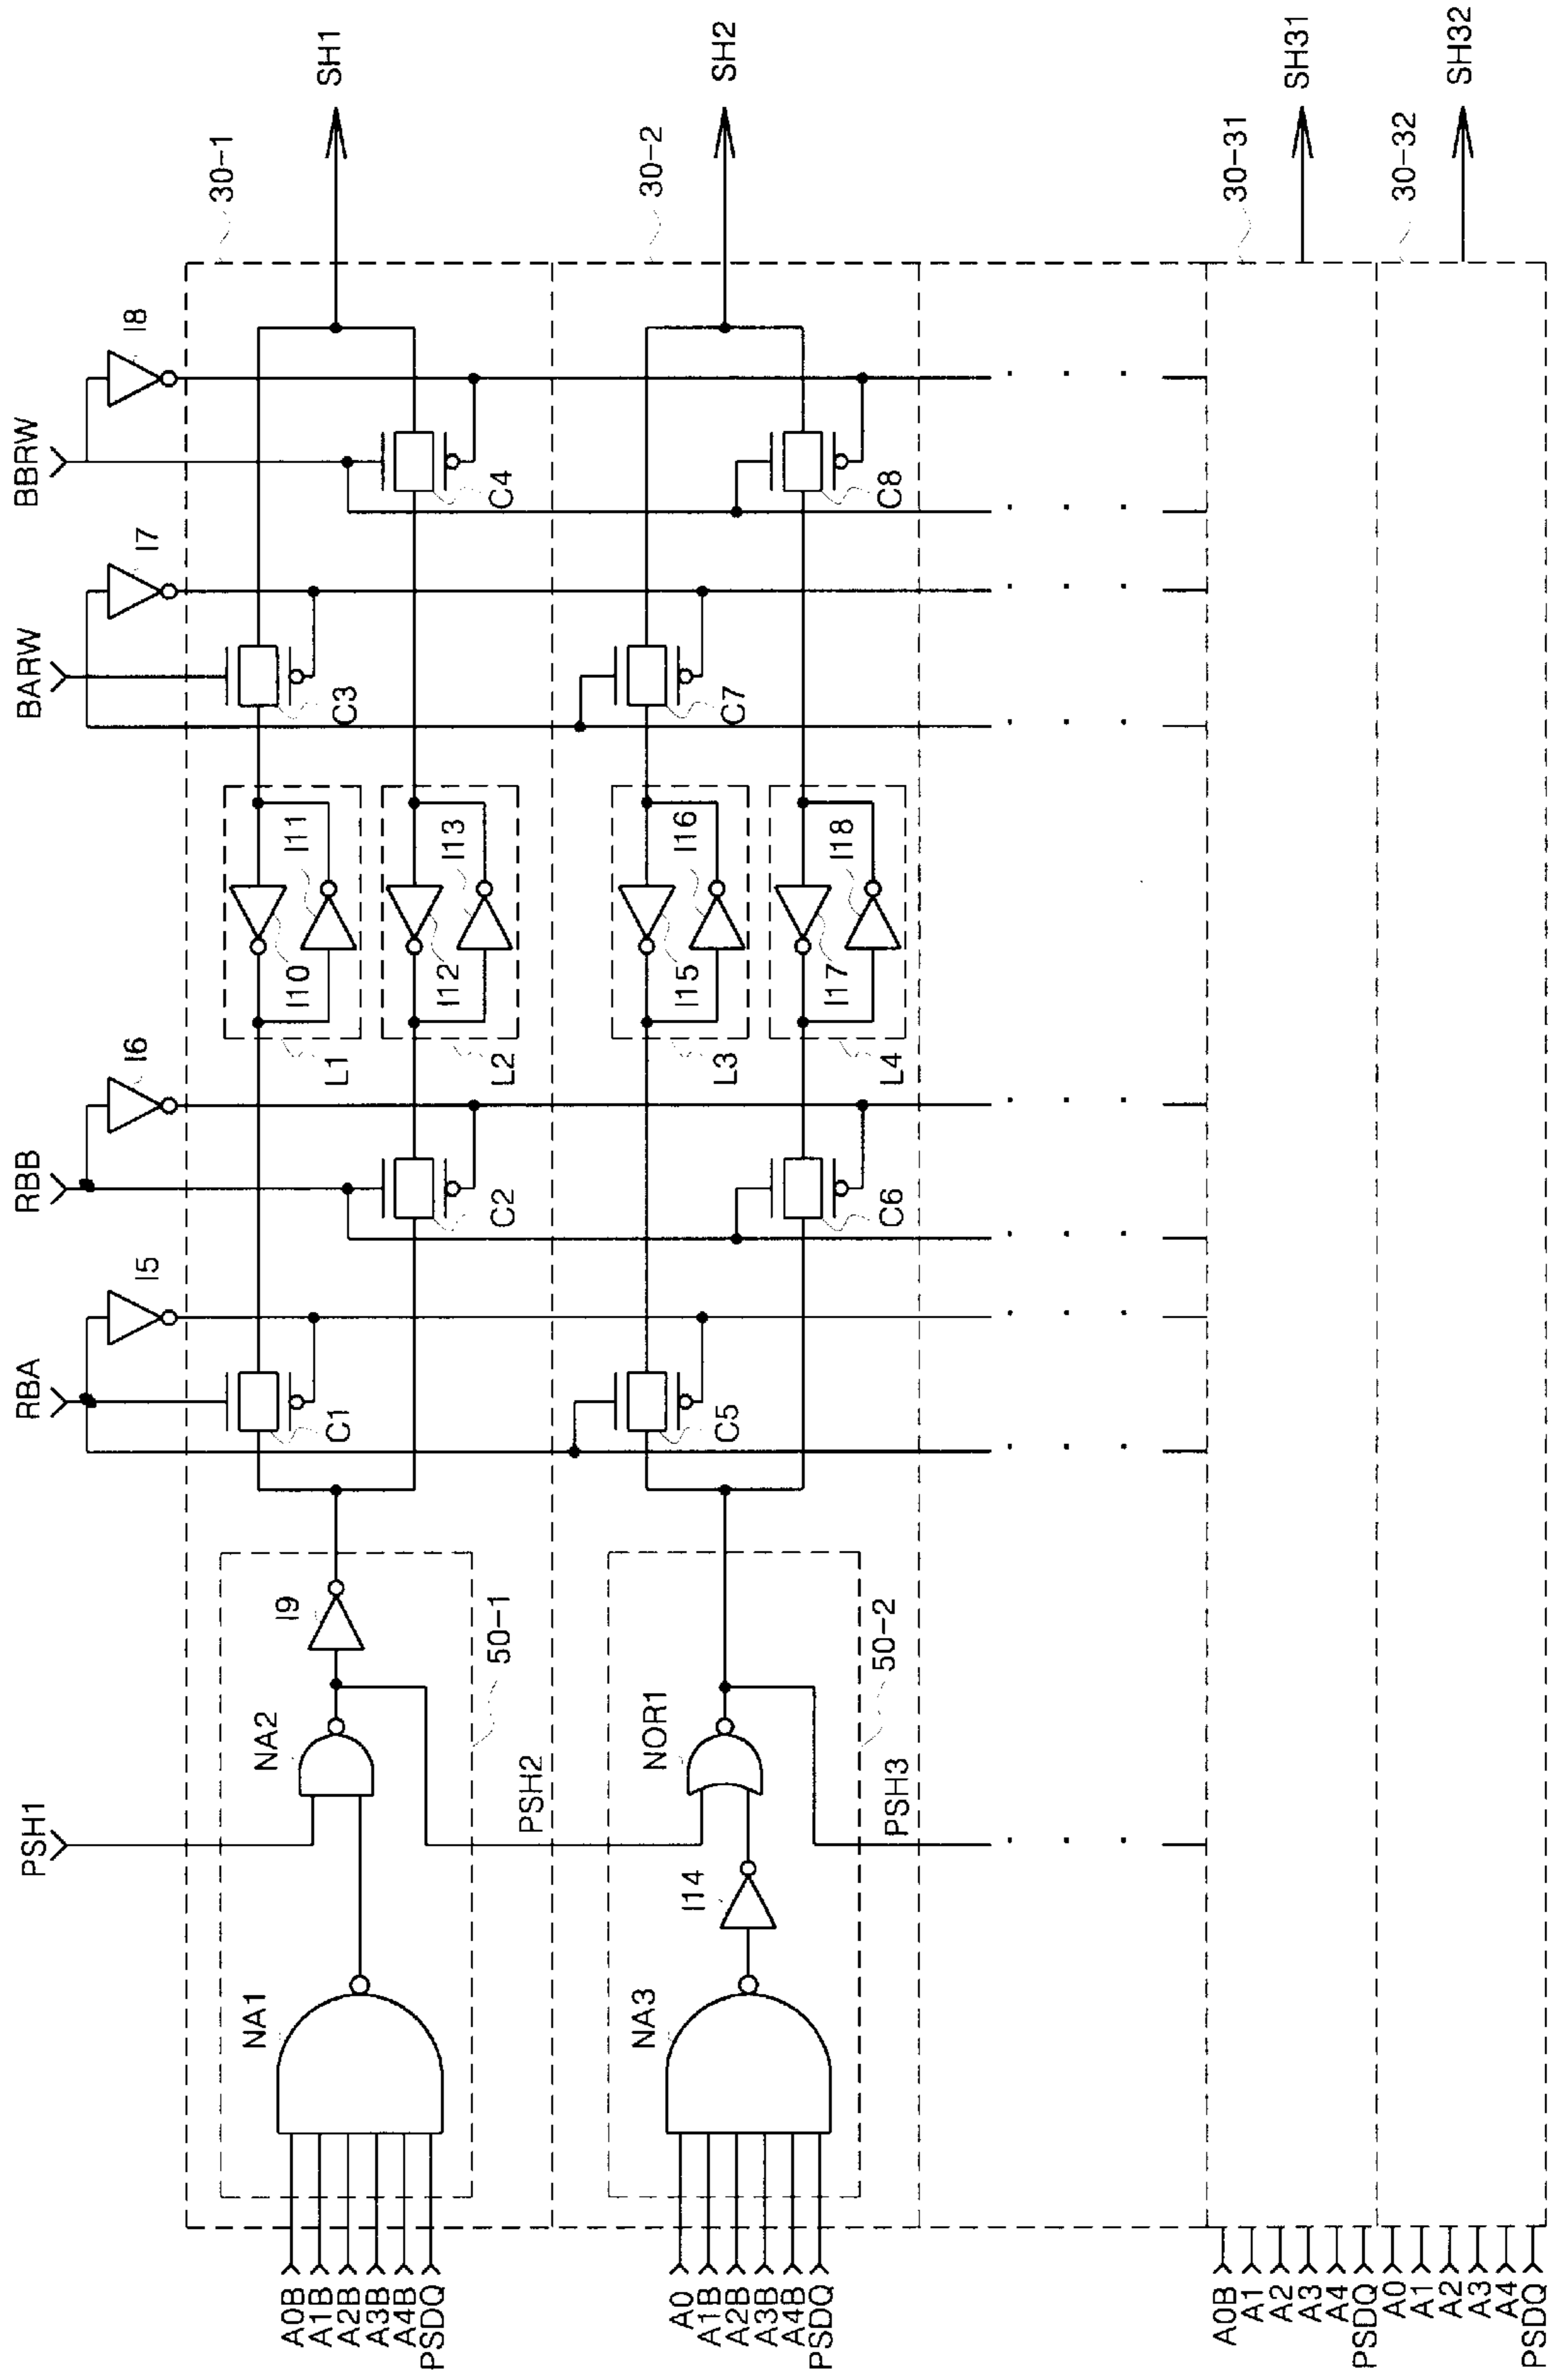 PSH1
RBA
RBB
BARW
BBRW
I5
I6
I7
I8
30-1
A0B
A1B
A2B
A3B
A4B
PSDQ
NA1
NA2
I9
50-1
C1
C2
L1
I10
I11
L2
I12
I13
C3
C4
SH1
PSH2
30-2
A0
A1B
A2B
A3B
A4B
PSDQ
NA3
I14
NOR1
50-2
C5
C6
L3
I15
I16
L4
I17
I18
C7
C8
SH2
PSH3
30-31
A0B
A1
A2
A3
A4
PSDQ
SH31
30-32
A0
A1
A2
A3
A4
PSDQ
SH32